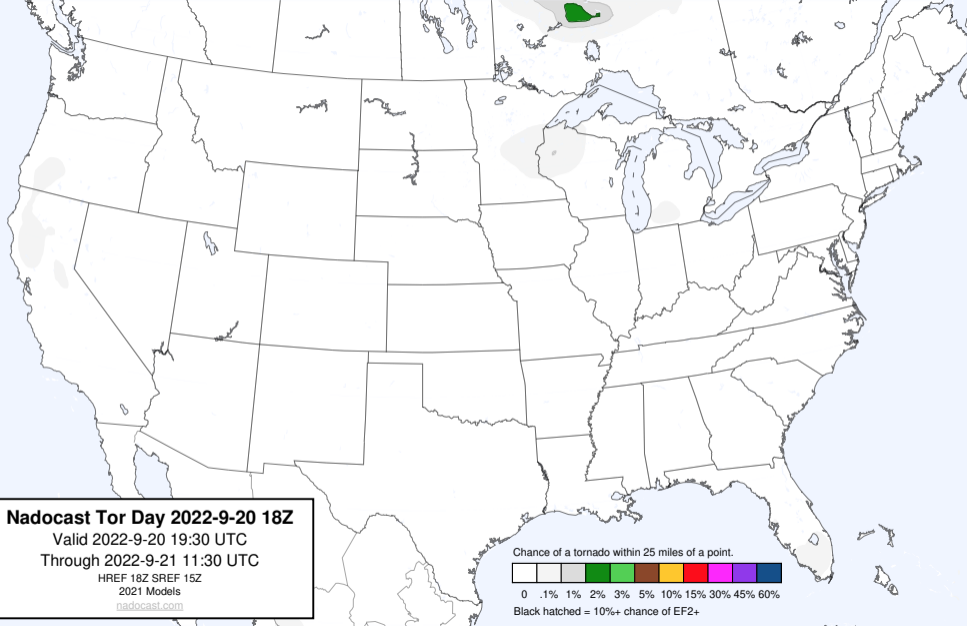 Nadocast Tor Day 2022-9-20 18Z
Valid 2022-9-20 19:30 UTC
Through 2022-9-21 11:30 UTC
HREF 18Z SREF 15Z
2021 Models
nadocast.com
Chance of a tornado within 25 miles of a point.
0 .1% 1% 2% 3% 5% 10% 15% 30% 45% 60%
Black hatched = 10%+ chance of EF2+